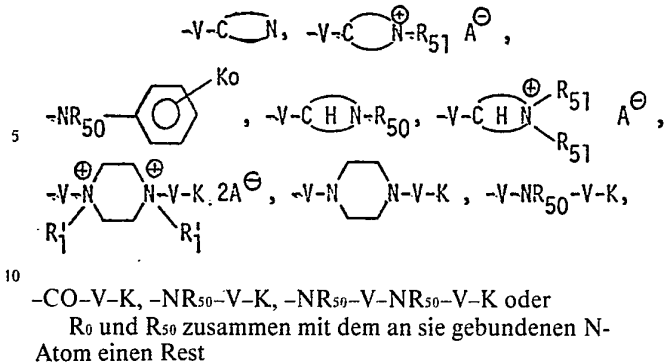 -V-C N, -V-C N-R51 A⊖ ,
Ko
5 -NR50- , -V-C H N-R50, -V-C H N R51 R51 A⊖ ,
-V-N N-V-K 2A⊖ , -V-N N-V-K , -V-NR50-V-K,
R1' R1'
10
–CO–V–K, –NR50–V–K, –NR50–V–NR50–V–K oder
R0 und R50 zusammen mit dem an sie gebundenen N-
Atom einen Rest